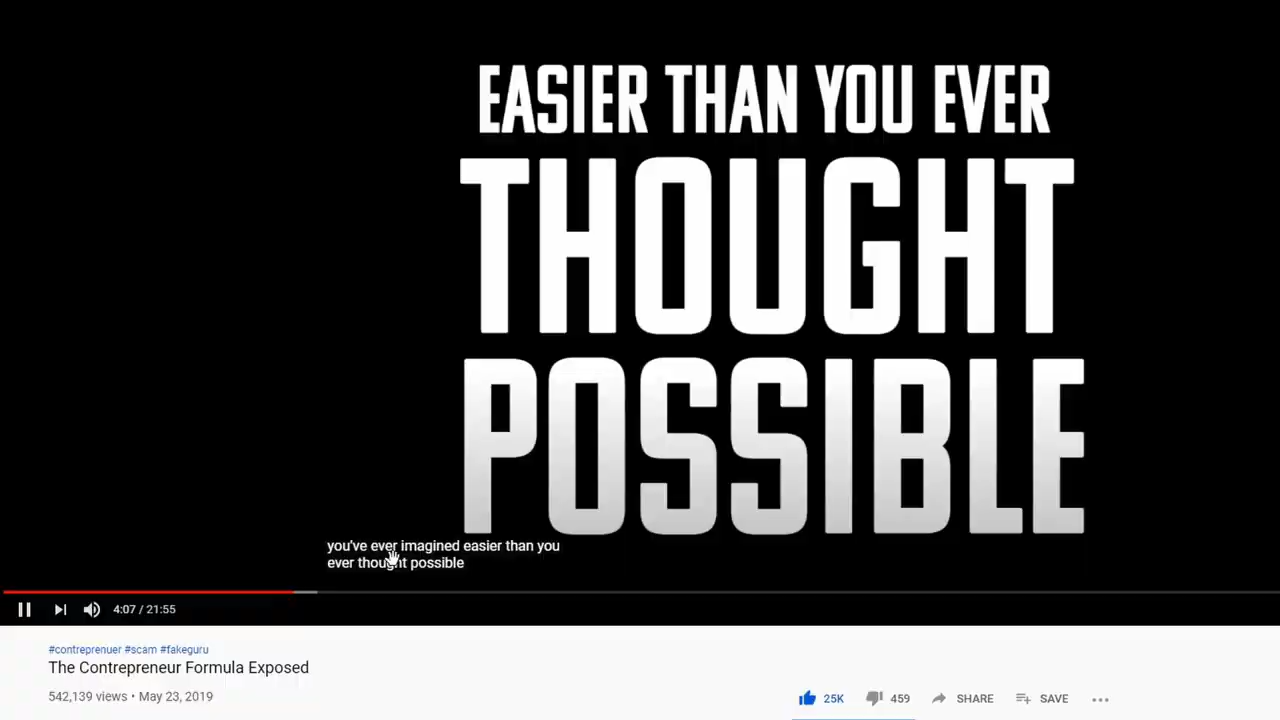 EASIER THAN YOU EVER
THOUGHT
POSSIBLE
you've ever imagined easier than you
ever thought possible
4:07 / 21:55
#contreprenuer #scam #fakeguru
The Contrepreneur Formula Exposed
542,139 views • May 23, 2019
25K 459 SHARE SAVE